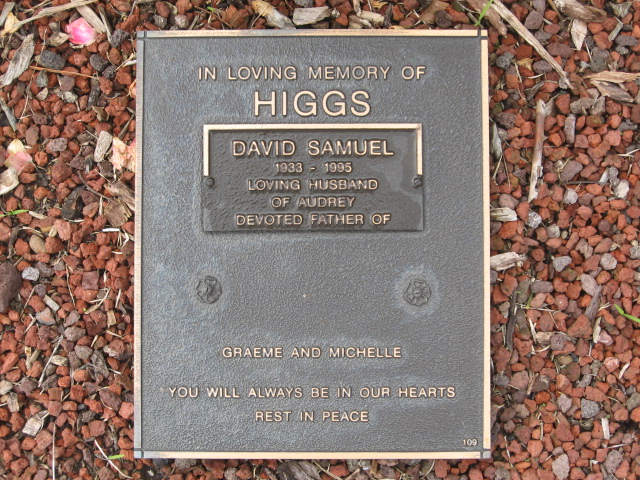 IN LOVING MEMORY OF
HIGGS
DAVID SAMUEL
1933 - 1995
LOVING HUSBAND
OF AUDREY
DEVOTED FATHER OF
GRAEME AND MICHELLE
YOU WILL ALWAYS BE IN OUR HEARTS
REST IN PEACE
109